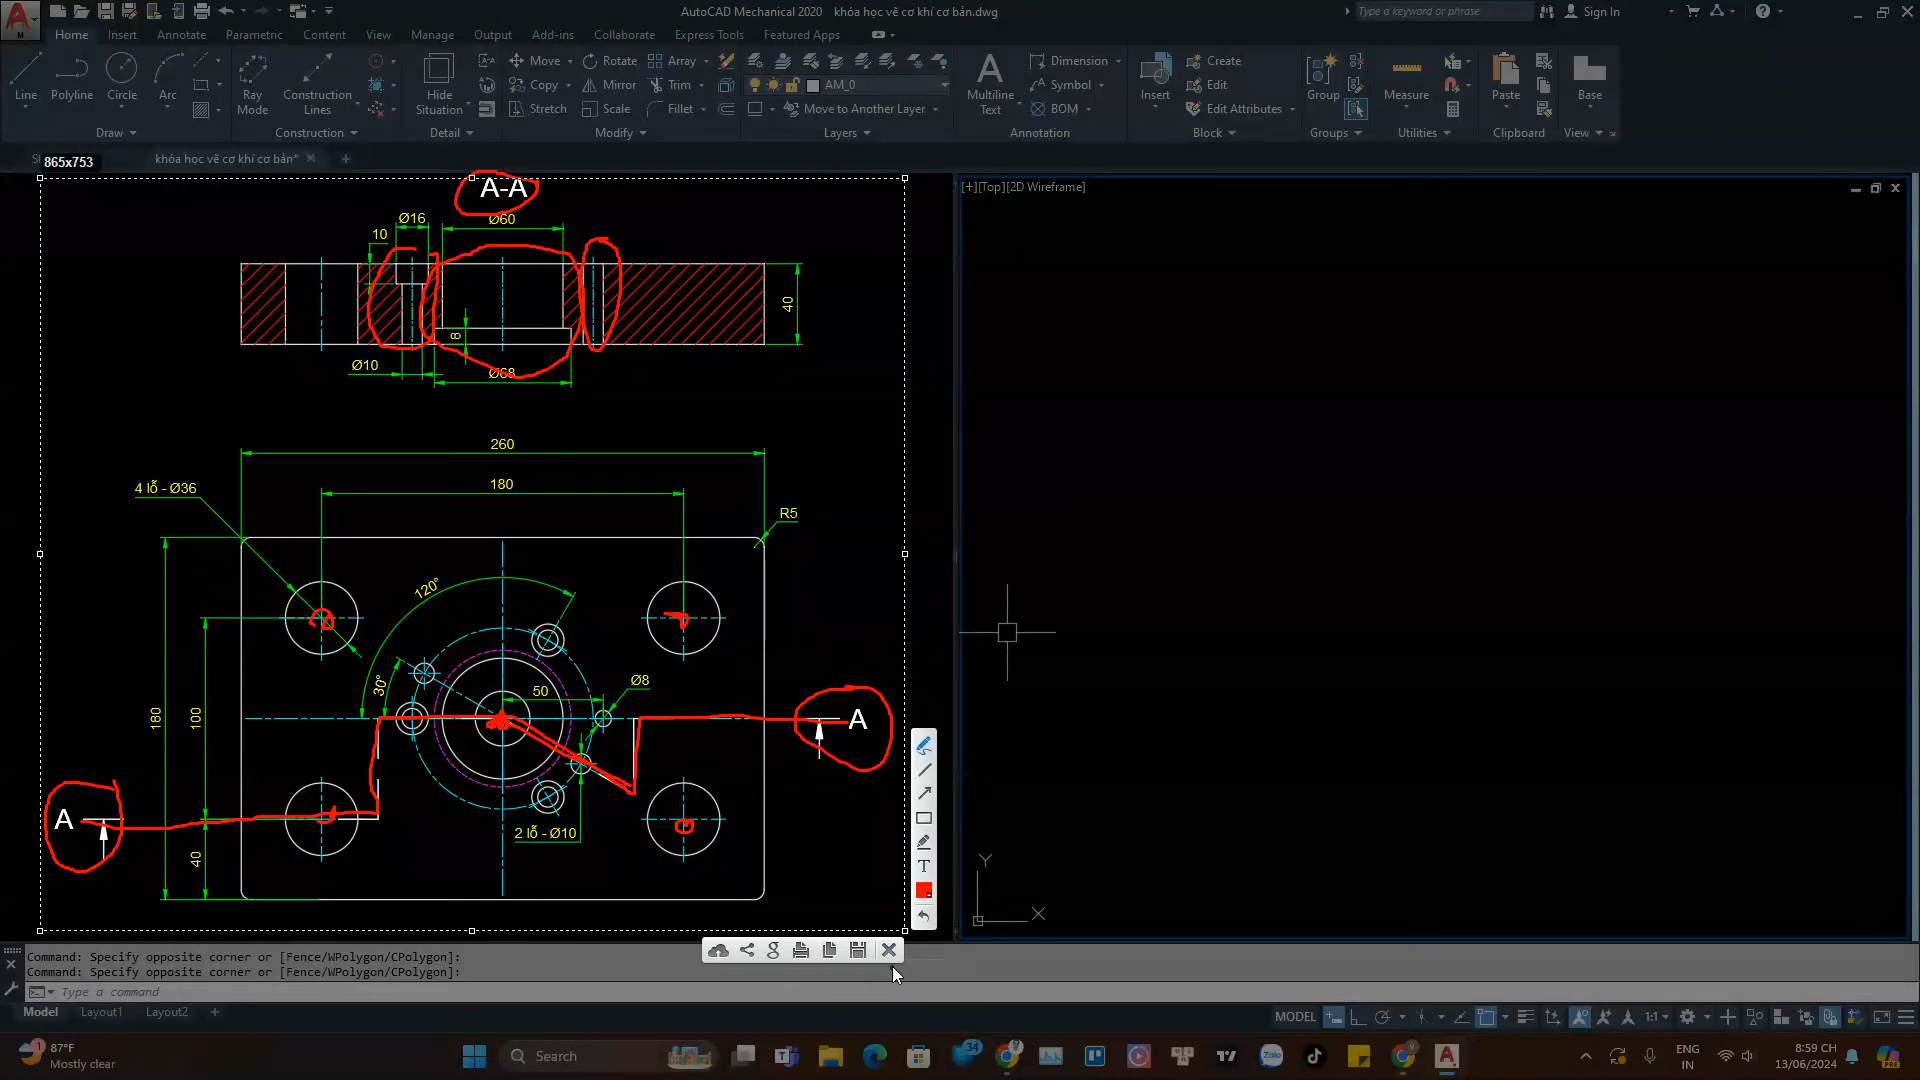 AutoCAD Mechanical 2020 khóa học vẽ cơ khí cơ bản.dwg
Type a keyword or phrase
Sign In
Home Insert Annotate Parametric Content View Manage Output Add-ins Collaborate Express Tools Featured Apps
Line Polyline Circle Arc
Draw
Ray Mode
Construction Lines
Construction
Hide Situation
Detail
Move Rotate Array
Copy Mirror Trim
Stretch Scale Fillet
Modify
AM_0
Move to Another Layer
Layers
Multiline Text
Dimension
Symbol
BOM
Annotation
Insert
Create
Edit
Edit Attributes
Block
Group
Groups
Measure
Utilities
Paste
Clipboard
Base
View
865x753
khóa học vẽ cơ khí cơ bản*
[+][Top][2D Wireframe]
A-A
Ø16
Ø60
10
40
8
Ø10
Ø68
260
180
4 lỗ - Ø36
R5
120°
30°
50
Ø8
180
100
40
2 lỗ - Ø10
A
A
T
Y
X
Command: Specify opposite corner or [Fence/WPolygon/CPolygon]:
Command: Specify opposite corner or [Fence/WPolygon/CPolygon]:
Type a command
Model Layout1 Layout2
MODEL
1:1
87°F
Mostly clear
Search
34
Zalo
ENG
IN
8:59 CH
13/06/2024